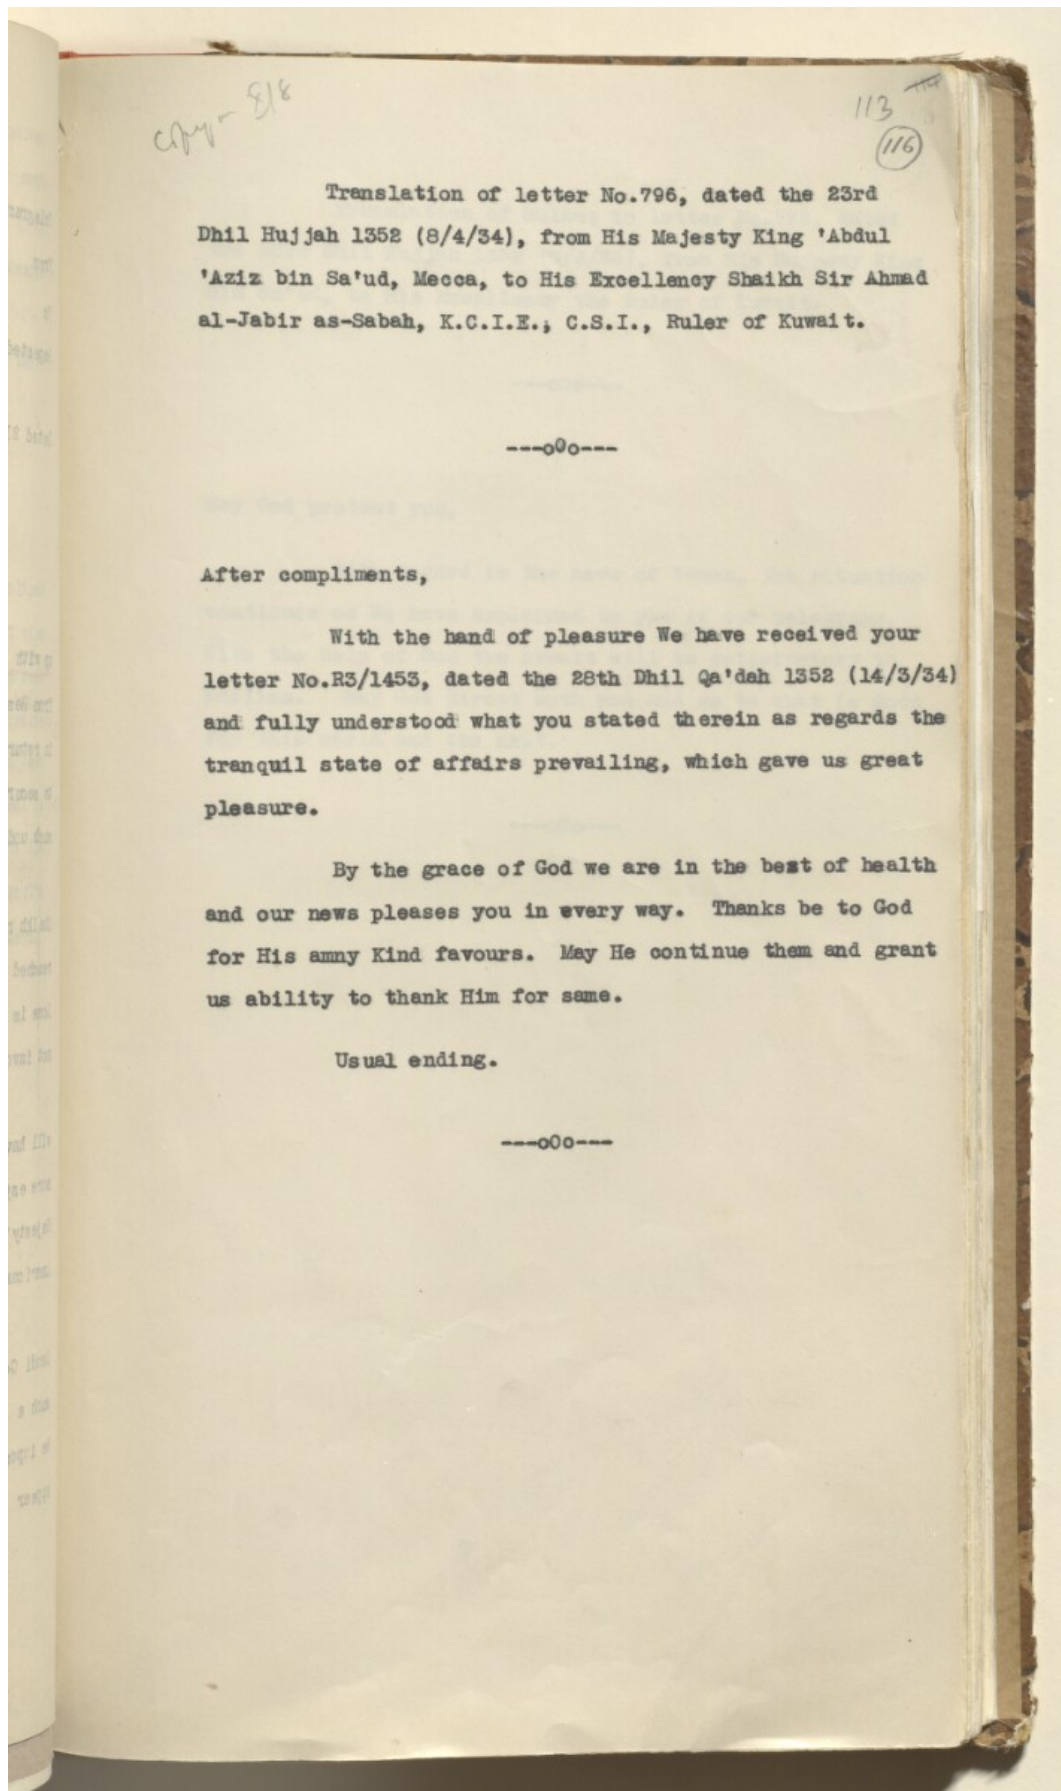 Copy - 8/8
113
116
Translation of letter No.796, dated the 23rd
Dhil Hujjah 1352 (8/4/34), from His Majesty King 'Abdul
'Aziz bin Sa'ud, Mecca, to His Excellency Shaikh Sir Ahmad
al-Jabir as-Sabah, K.C.I.E., C.S.I., Ruler of Kuwait.
---oOo---
After compliments,
With the hand of pleasure We have received your
letter No.R3/1453, dated the 28th Dhil Qa'dah 1352 (14/3/34)
and fully understood what you stated therein as regards the
tranquil state of affairs prevailing, which gave us great
pleasure.
By the grace of God we are in the best of health
and our news pleases you in every way. Thanks be to God
for His amny Kind favours. May He continue them and grant
us ability to thank Him for same.
Usual ending.
---oOo---